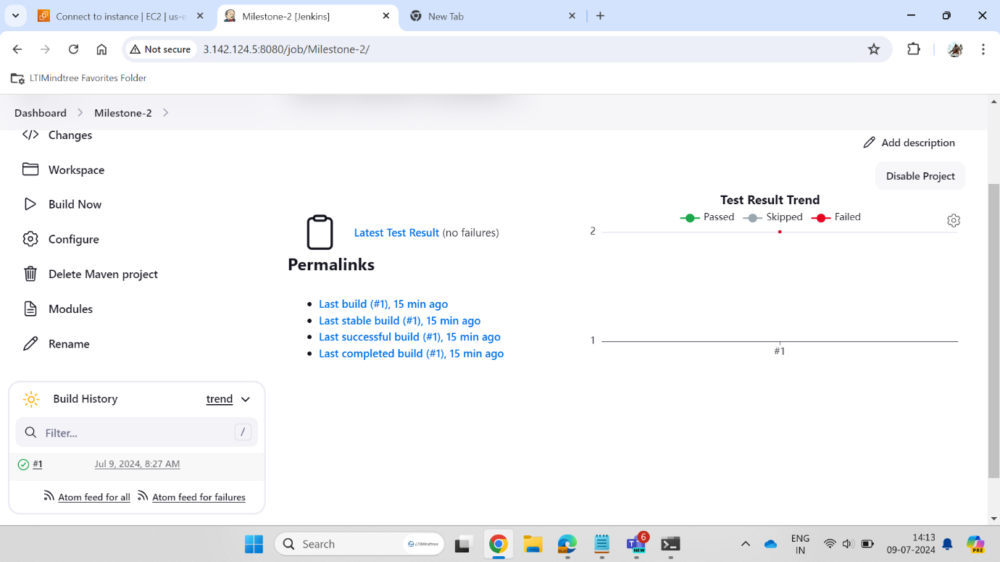 Connect to instance | EC2 | us-e
Milestone-2 [Jenkins]
New Tab
Not secure
3.142.124.5:8080/job/Milestone-2/
LTIMindtree Favorites Folder
Dashboard
Milestone-2
Changes
Add description
Workspace
Disable Project
Build Now
Configure
Delete Maven project
Modules
Rename
Latest Test Result (no failures)
Permalinks
Last build (#1), 15 min ago
Last stable build (#1), 15 min ago
Last successful build (#1), 15 min ago
Last completed build (#1), 15 min ago
Test Result Trend
Passed
Skipped
Failed
2
1
#1
Build History
trend
Filter...
/
#1
Jul 9, 2024, 8:27 AM
Atom feed for all
Atom feed for failures
Search
LTIMindtree
6
NEW
ENG
IN
14:13
09-07-2024
PRE